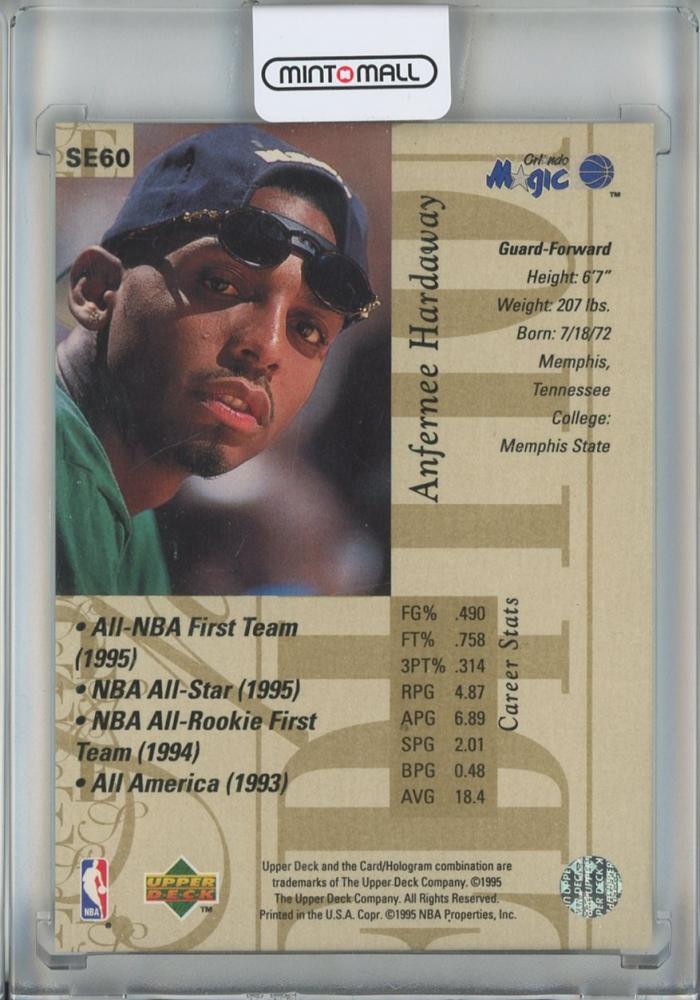 MINT MALL
SE60
Orlando
Magic
TM
Anfernee Hardaway
Guard-Forward
Height: 6'7"
Weight: 207 lbs.
Born: 7/18/72
Memphis,
Tennessee
College:
Memphis State
• All-NBA First Team
(1995)
• NBA All-Star (1995)
• NBA All-Rookie First
Team (1994)
• All America (1993)
Career Stats
FG% .490
FT% .758
3PT% .314
RPG 4.87
APG 6.89
SPG 2.01
BPG 0.48
AVG 18.4
NBA
UPPER
DECK
TM
Upper Deck and the Card/Hologram combination are
trademarks of The Upper Deck Company. ©1995
The Upper Deck Company. All Rights Reserved.
Printed in the U.S.A. Copr. ©1995 NBA Properties, Inc.